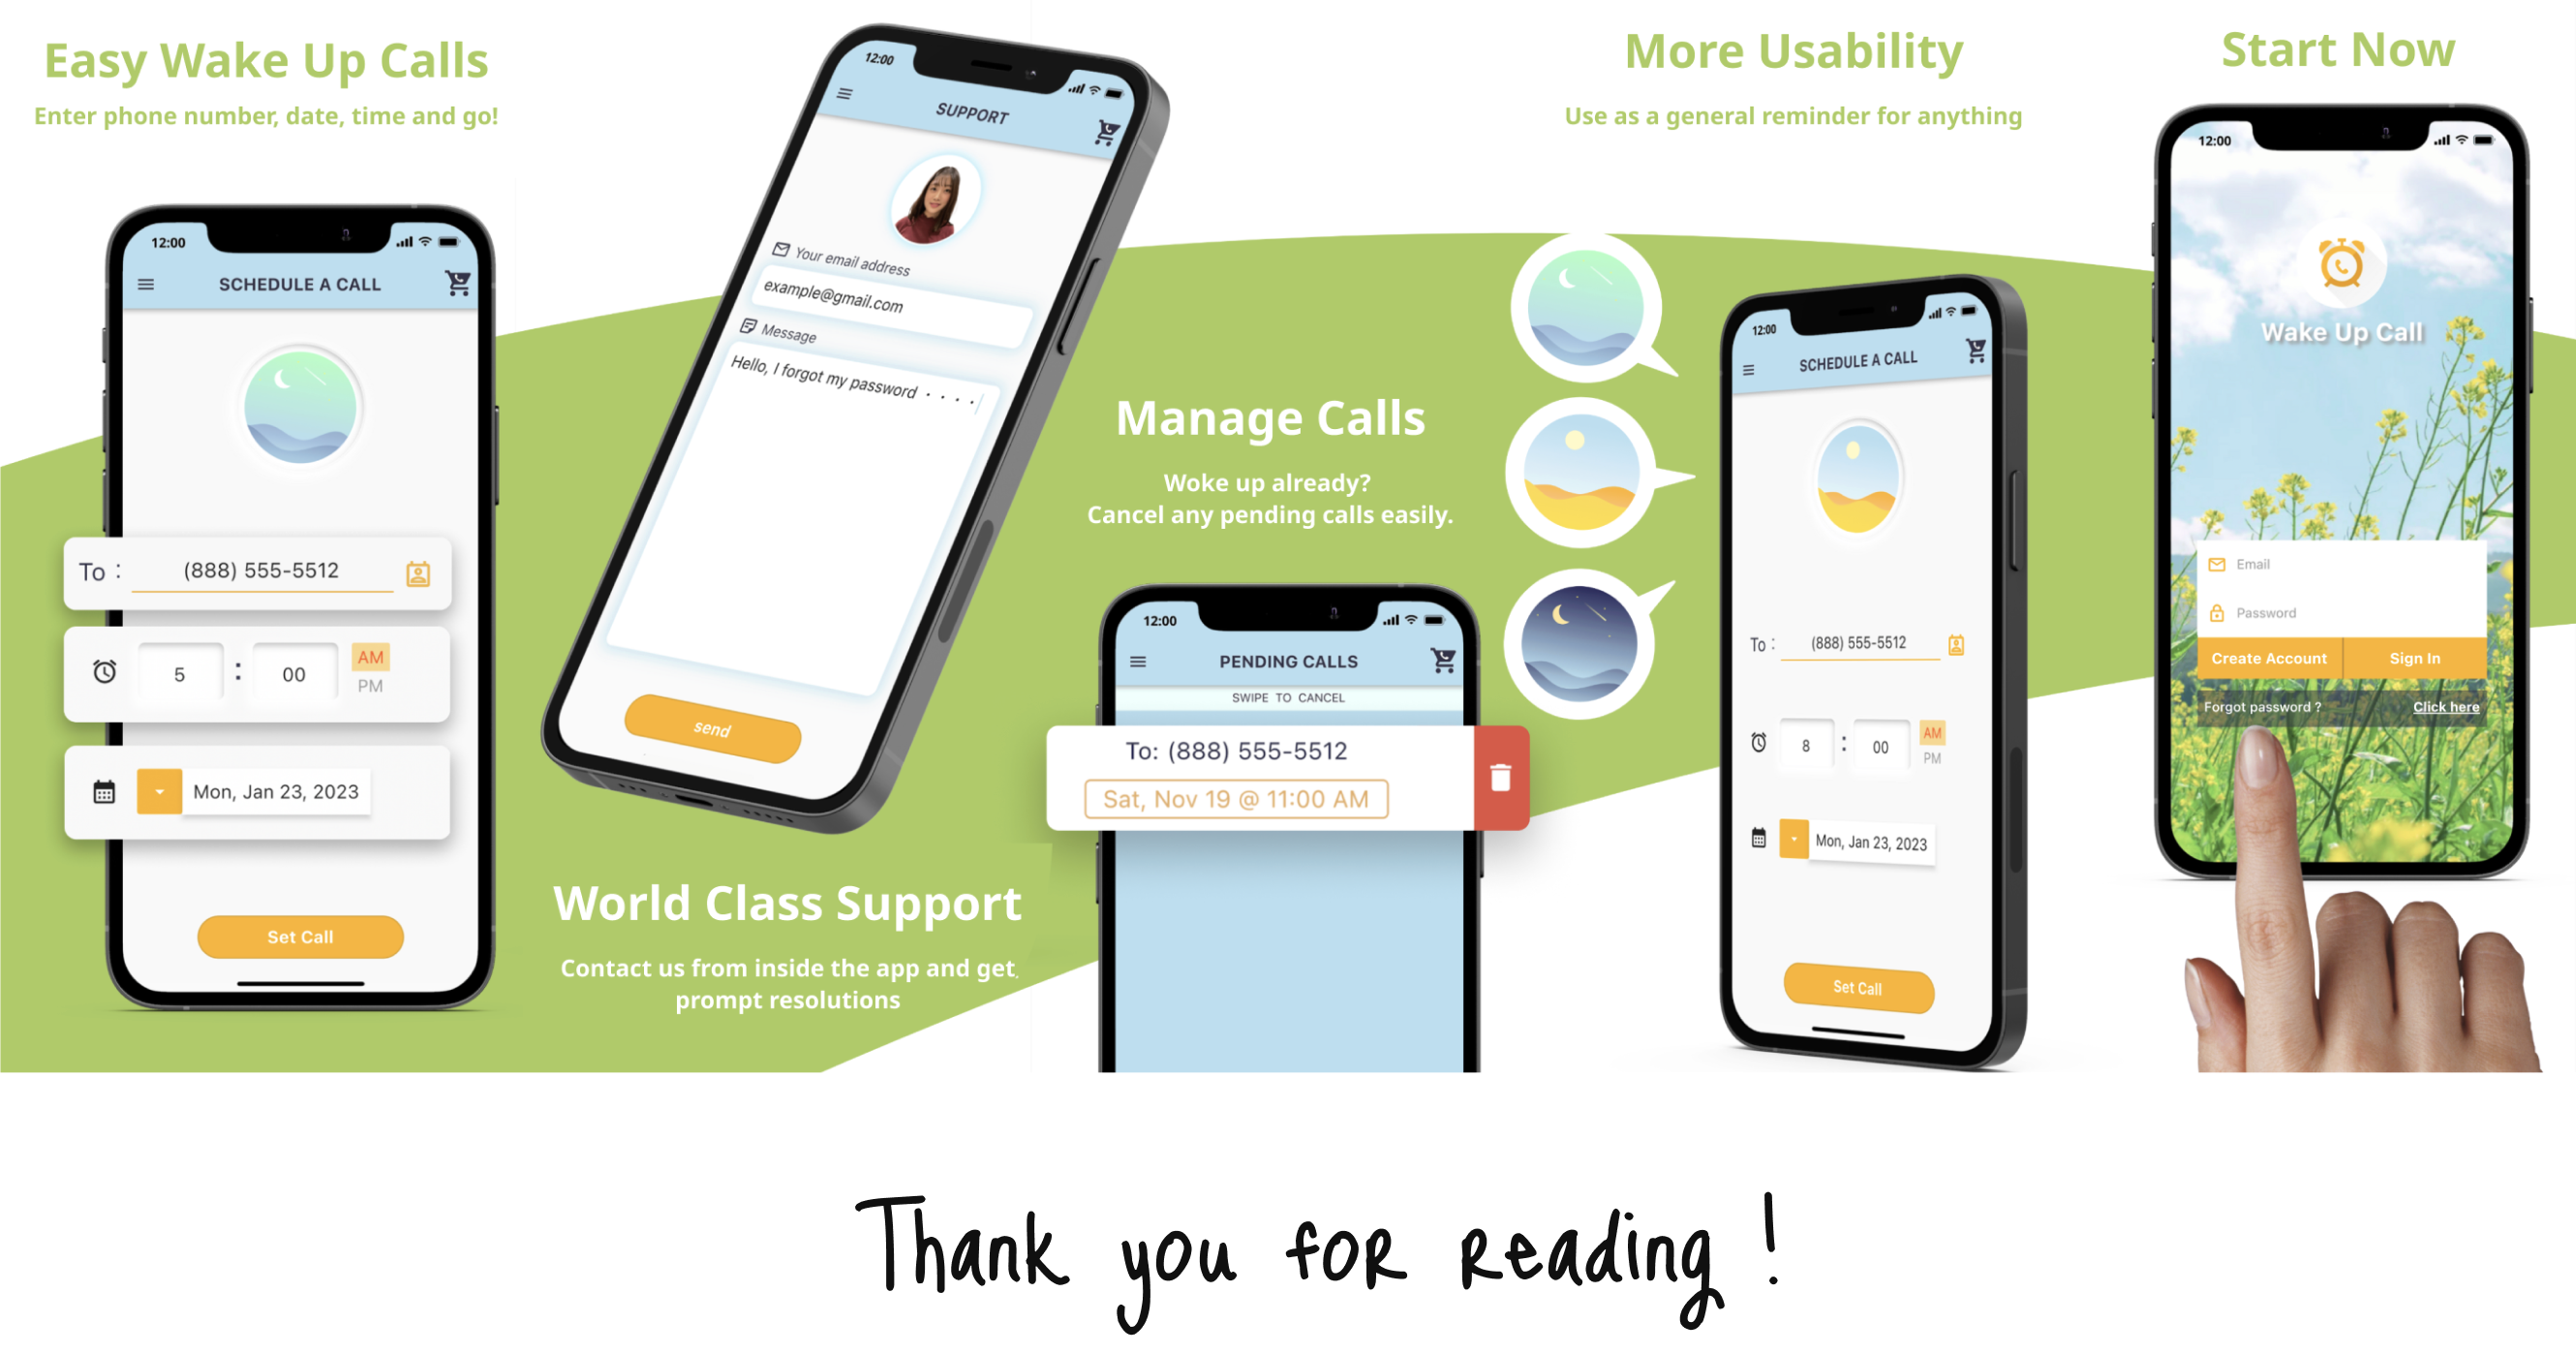 Easy Wake Up Calls
Enter phone number, date, time and go!
12:00
SCHEDULE A CALL
To :
(888) 555-5512
5 : 00
AM
PM
Mon, Jan 23, 2023
Set Call
12:00
SUPPORT
Your email address
example@gmail.com
Message
Hello, I forgot my password ····
send
World Class Support
Contact us from inside the app and get.
prompt resolutions
Manage Calls
Woke up already?
Cancel any pending calls easily.
12:00
PENDING CALLS
SWIPE TO CANCEL
To: (888) 555-5512
Sat, Nov 19 @ 11:00 AM
More Usability
Use as a general reminder for anything
12:00
SCHEDULE A CALL
To :
(888) 555-5512
8 : 00
AM
PM
Mon, Jan 23, 2023
Set Call
Start Now
12:00
Wake Up Call
Email
Password
Create Account
Sign In
Forgot password ?
Click here
Thank you for reading !